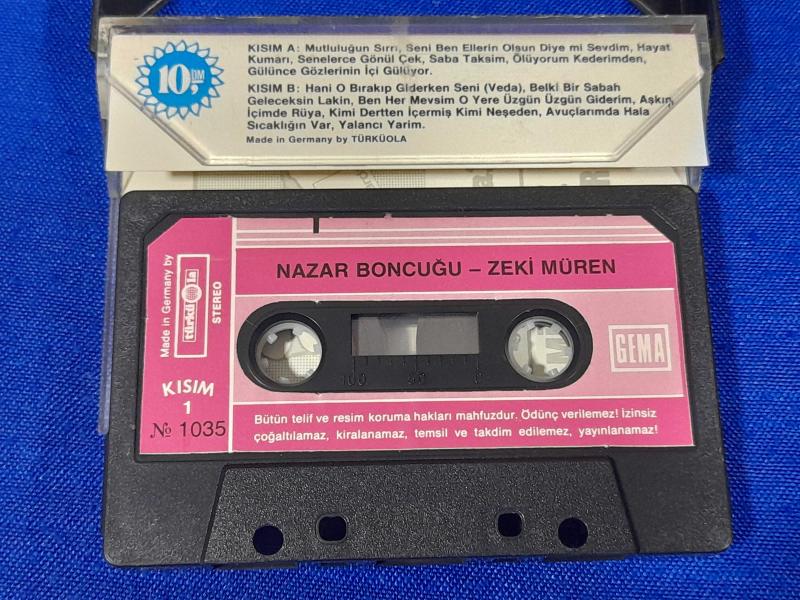 10,- DM
KISIM A: Mutluluğun Sırrı, Seni Ben Ellerin Olsun Diye mi Sevdim, Hayat
Kumarı, Senelerce Gönül Çek, Saba Taksim, Ölüyorum Kederimden,
Gülünce Gözlerinin İçi Gülüyor.
KISIM B: Hani O Bırakıp Giderken Seni (Veda), Belki Bir Sabah
Geleceksin Lakin, Ben Her Mevsim O Yere Üzgün Üzgün Giderim, Aşkın
İçimde Rüya, Kimi Dertten İçermiş Kimi Neşeden, Avuçlarımda Hala
Sıcaklığın Var, Yalancı Yarim.
Made in Germany by TÜRKÜOLA
NAZAR BONCUĞU – ZEKİ MÜREN
Made in Germany by
türküola
STEREO
GEMA
100 50 0
KISIM
1
№ 1035
Bütün telif ve resim koruma hakları mahfuzdur. Ödünç verilemez! İzinsiz
çoğaltılamaz, kiralanamaz, temsil ve takdim edilemez, yayınlanamaz!